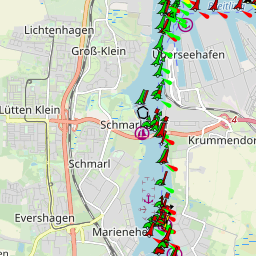 Lichtenhagen
Groß-Klein
Überseehafen
Lütten Klein
Schmarl
Krummendorf
Schmarl
Evershagen
Marienehe